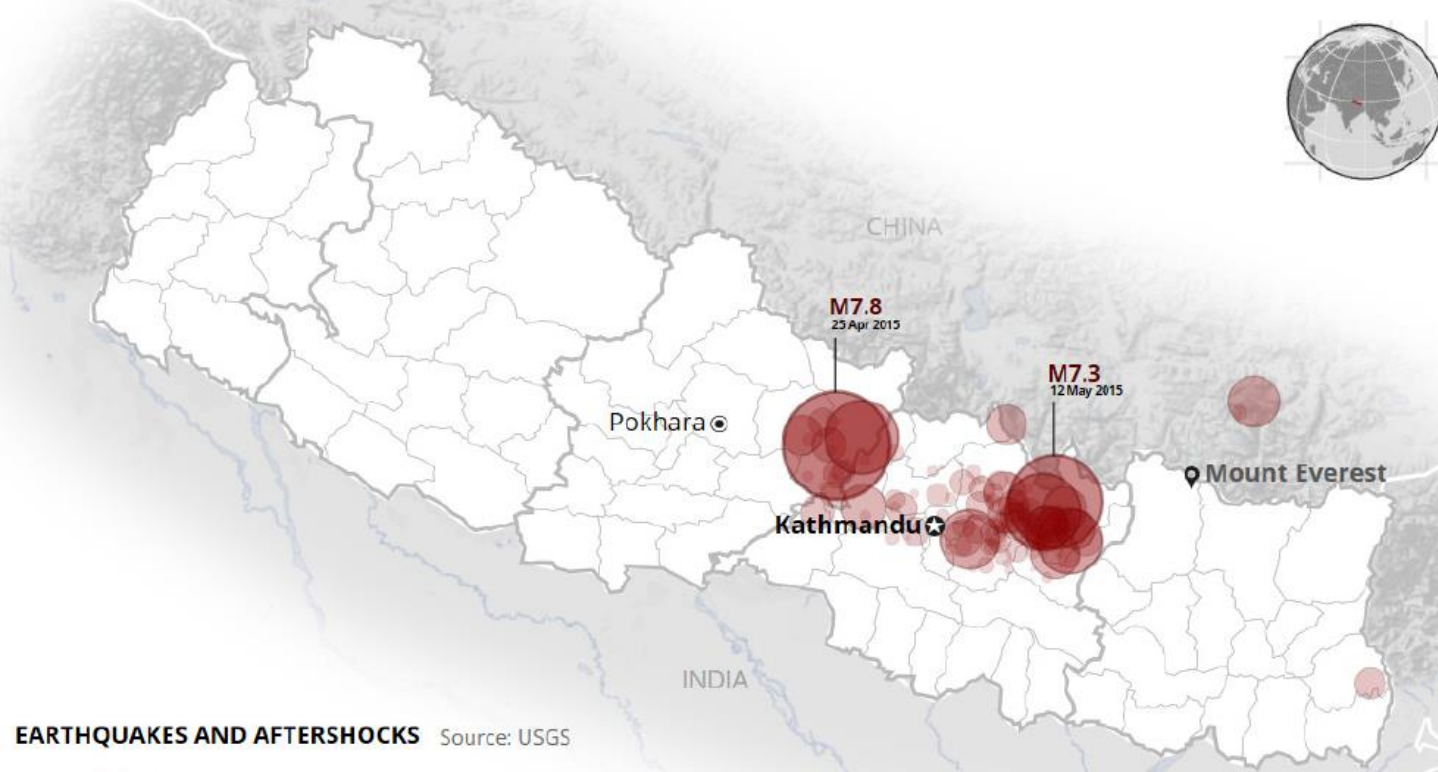 CHINA
M7.8
25 Apr 2015
M7.3
12 May 2015
Pokhara
Mount Everest
Kathmandu
INDIA
EARTHQUAKES AND AFTERSHOCKS Source: USGS